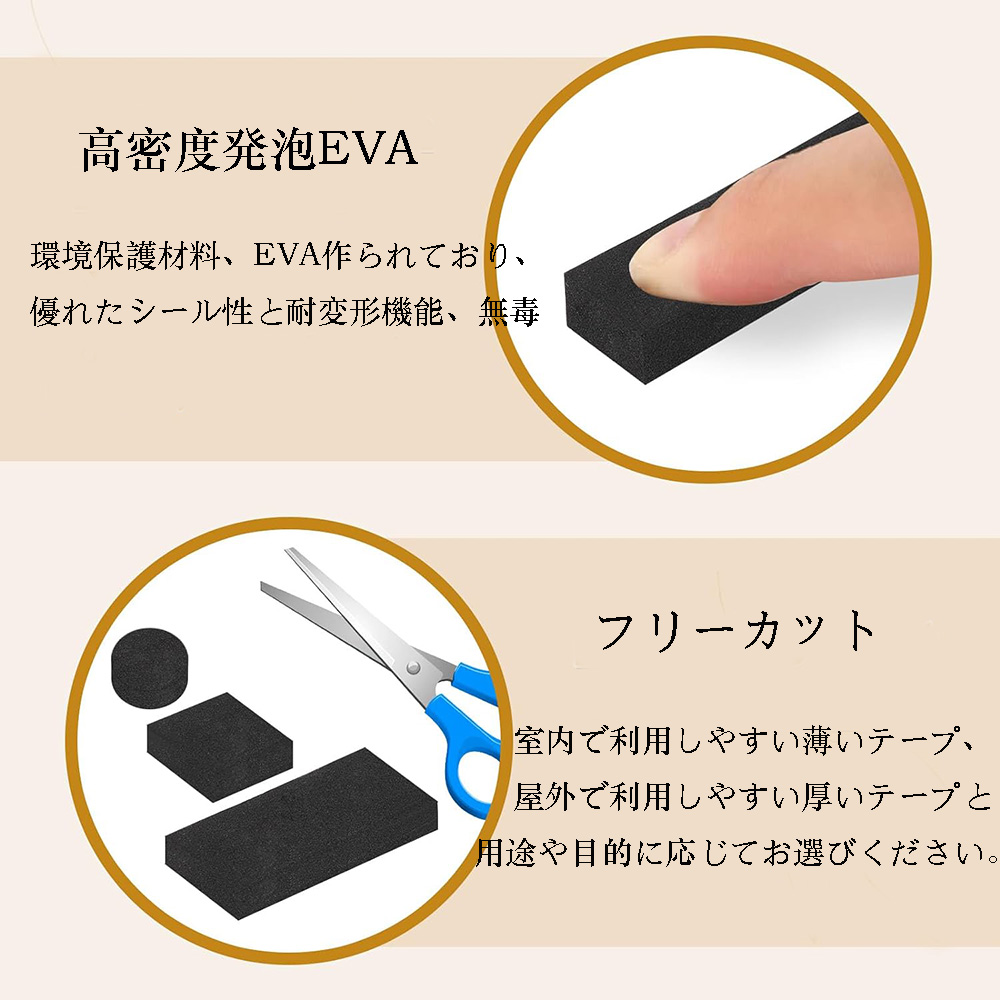 高密度発泡EVA
環境保護材料、EVA作られており、
優れたシール性と耐変形機能、無毒
フリーカット
室内で利用しやすい薄いテープ、
屋外で利用しやすい厚いテープと
用途や目的に応じてお選びください。